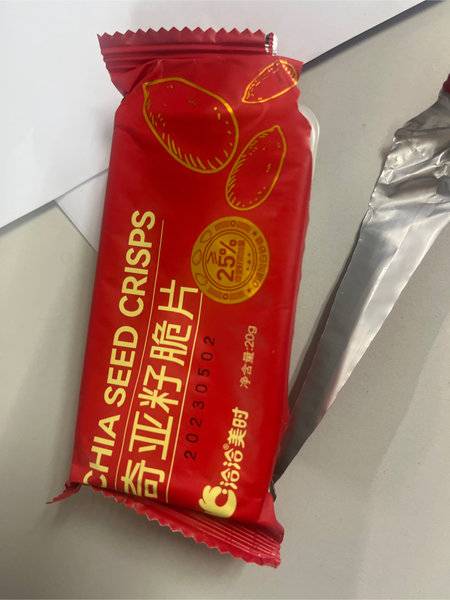 CHIA SEED CRISPS
奇亚籽脆片
20230502
≥25%
净含量:20g
洽洽®美时